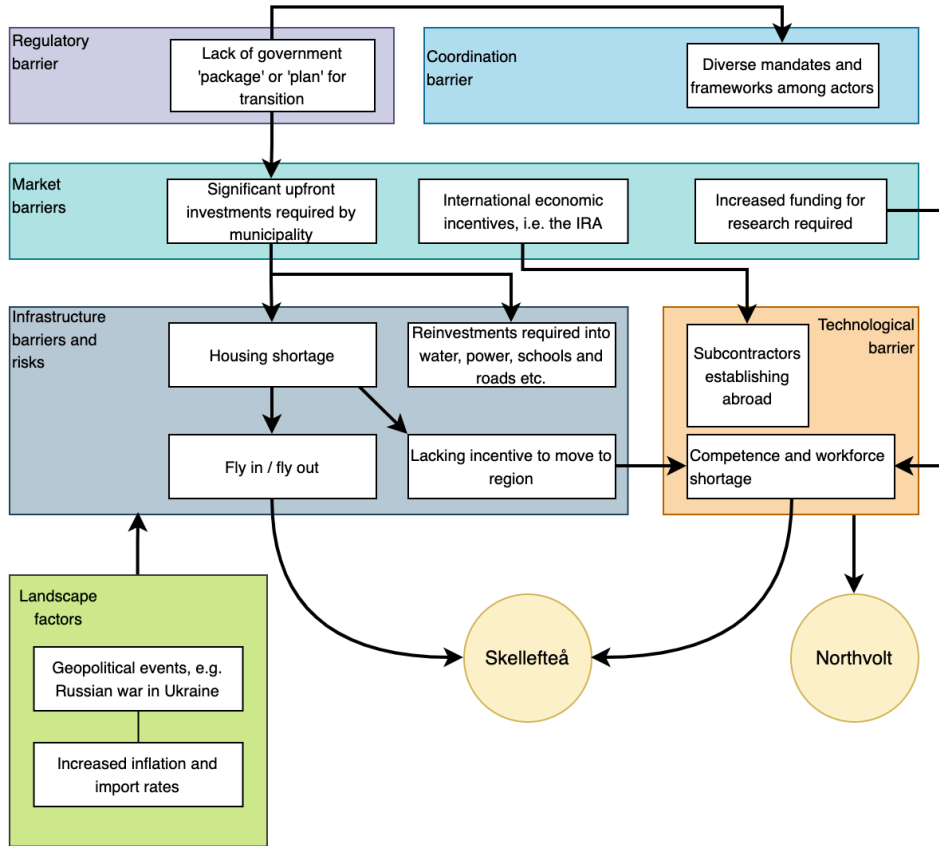 Regulatory
barrier
Lack of government
'package' or 'plan' for
transition
Coordination
barrier
Diverse mandates and
frameworks among actors
Market
barriers
Significant upfront
investments required by
municipality
International economic
incentives, i.e. the IRA
Increased funding for
research required
Infrastructure
barriers and
risks
Housing shortage
Reinvestments required into
water, power, schools and
roads etc.
Technological
barrier
Subcontractors
establishing
abroad
Fly in / fly out
Lacking incentive to move to
region
Competence and workforce
shortage
Landscape
factors
Geopolitical events, e.g.
Russian war in Ukraine
Increased inflation and
import rates
Skellefteå
Northvolt